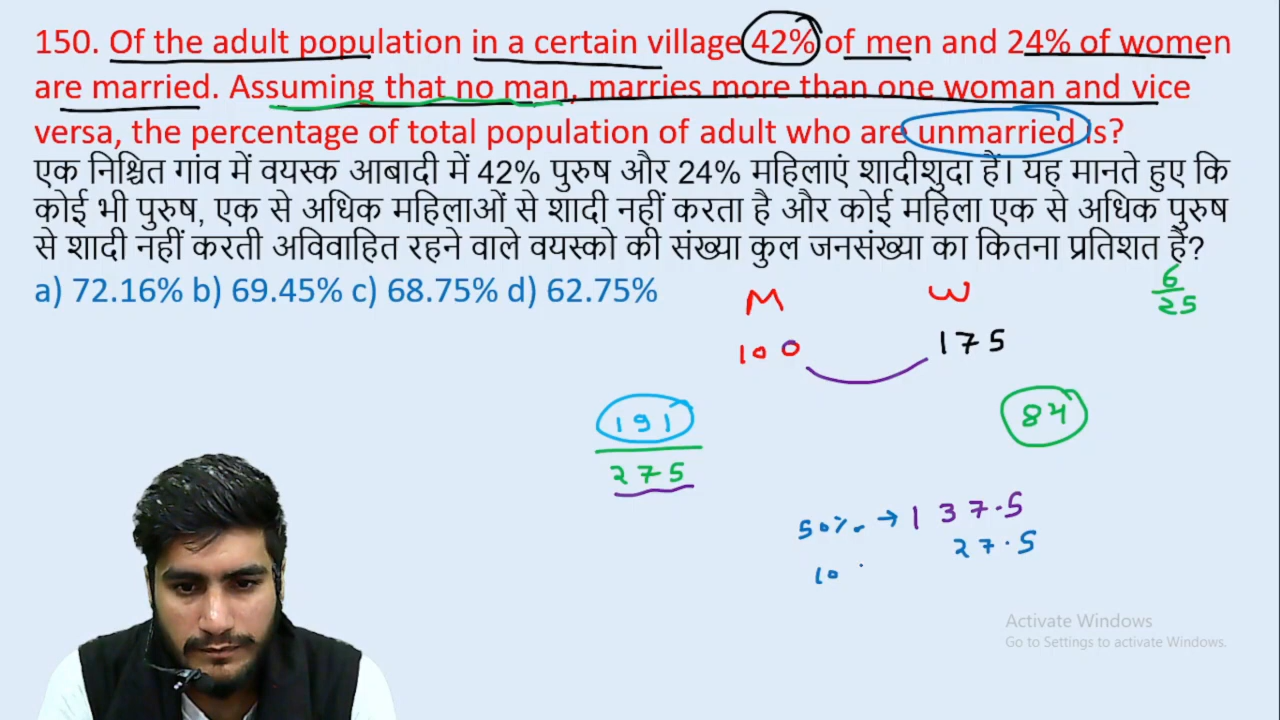 150. Of the adult population in a certain village 42% of men and 24% of women
are married. Assuming that no man, marries more than one woman and vice
versa, the percentage of total population of adult who are unmarried is?
एक निश्चित गांव में वयस्क आबादी में 42% पुरुष और 24% महिलाएं शादीशुदा हैं। यह मानते हुए कि
कोई भी पुरुष, एक से अधिक महिलाओं से शादी नहीं करता है और कोई महिला एक से अधिक पुरुष
से शादी नहीं करती अविवाहित रहने वाले वयस्को की संख्या कुल जनसंख्या का कितना प्रतिशत है?
a) 72.16% b) 69.45% c) 68.75% d) 62.75%
M W
6
25
100 175
191
275
84
50% → 137.5
27.5
10
Activate Windows
Go to Settings to activate Windows.